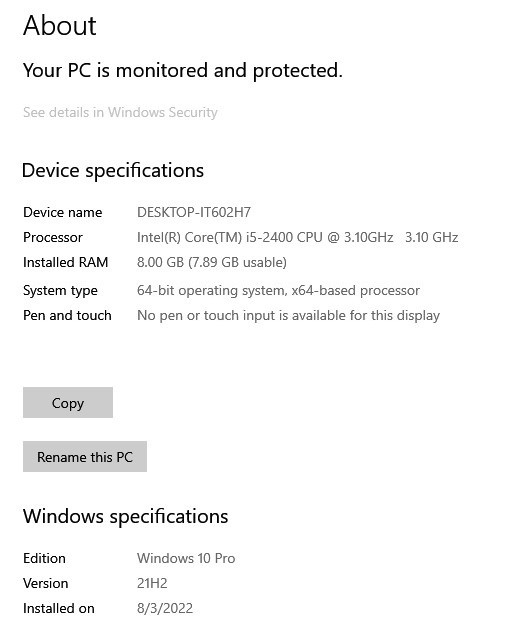 About
Your PC is monitored and protected.
See details in Windows Security
Device specifications
Device name DESKTOP-IT602H7
Processor Intel(R) Core(TM) i5-2400 CPU @ 3.10GHz 3.10 GHz
Installed RAM 8.00 GB (7.89 GB usable)
System type 64-bit operating system, x64-based processor
Pen and touch No pen or touch input is available for this display
Copy
Rename this PC
Windows specifications
Edition Windows 10 Pro
Version 21H2
Installed on 8/3/2022